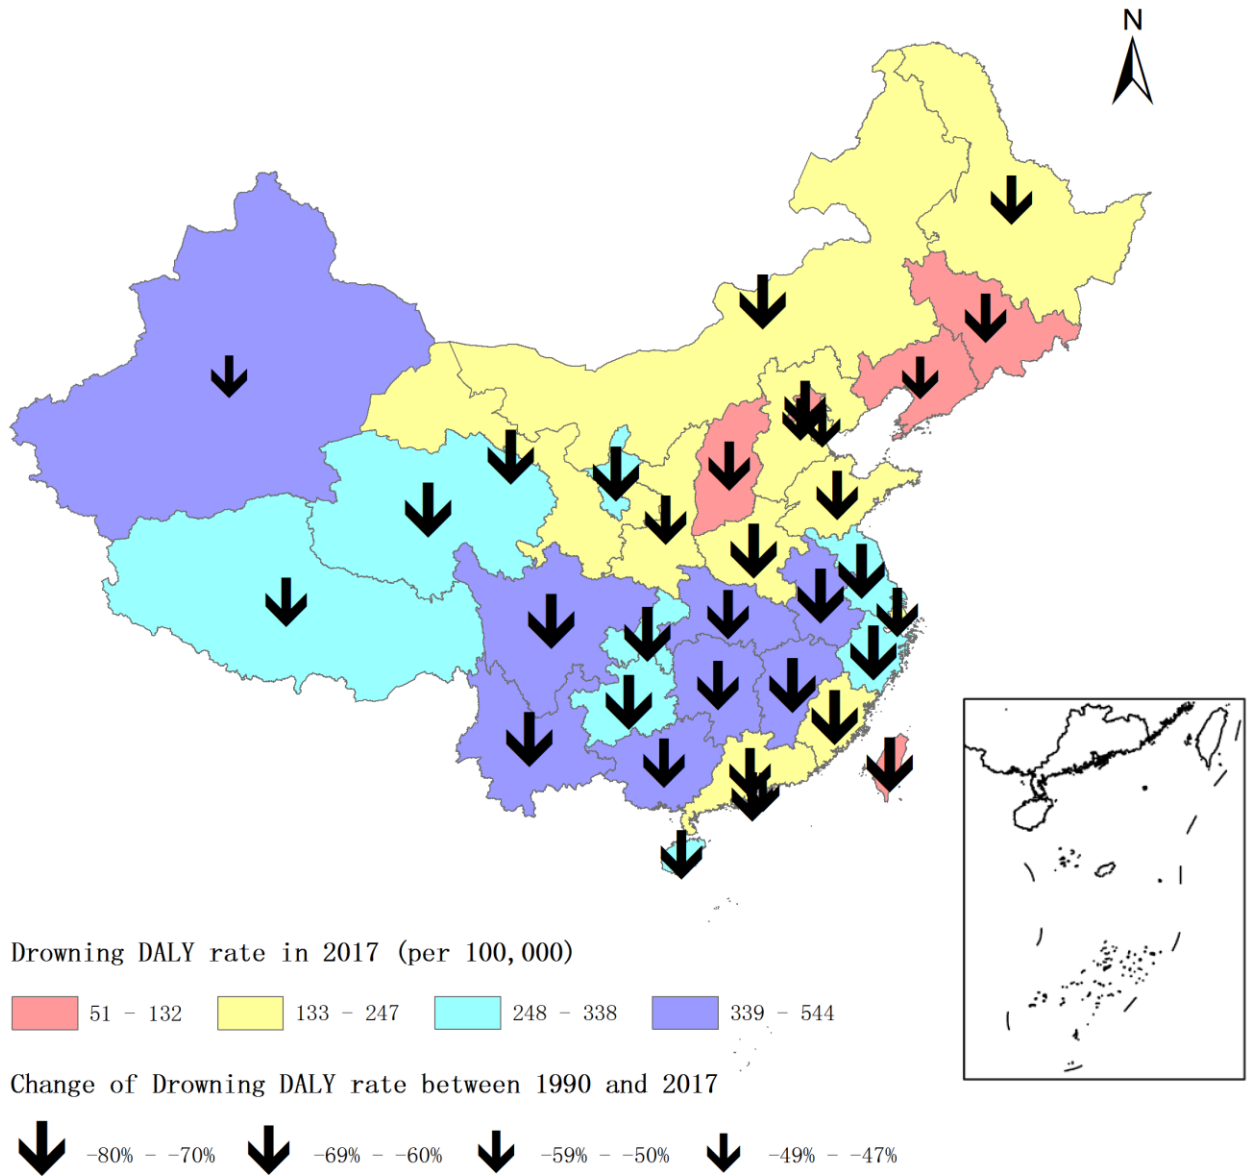 N
Drowning DALY rate in 2017 (per 100,000)
51 - 132 133 - 247 248 - 338 339 - 544
Change of Drowning DALY rate between 1990 and 2017
-80% - -70% -69% - -60% -59% - -50% -49% - -47%